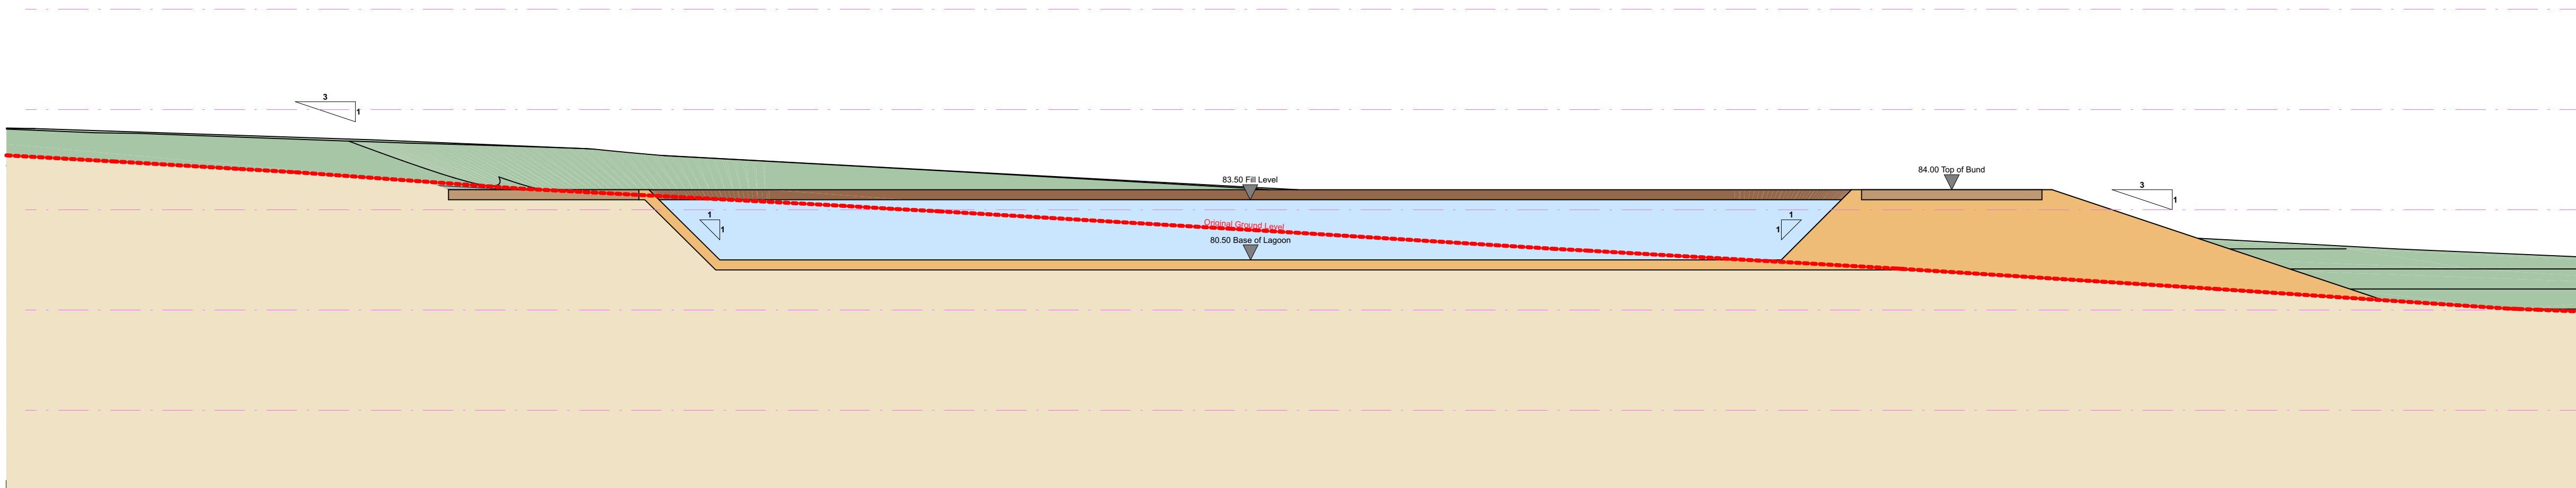 3
1
84.00 Top of Bund
83.50 Fill Level
3
1
1
1
1
1
Original Ground Level
80.50 Base of Lagoon